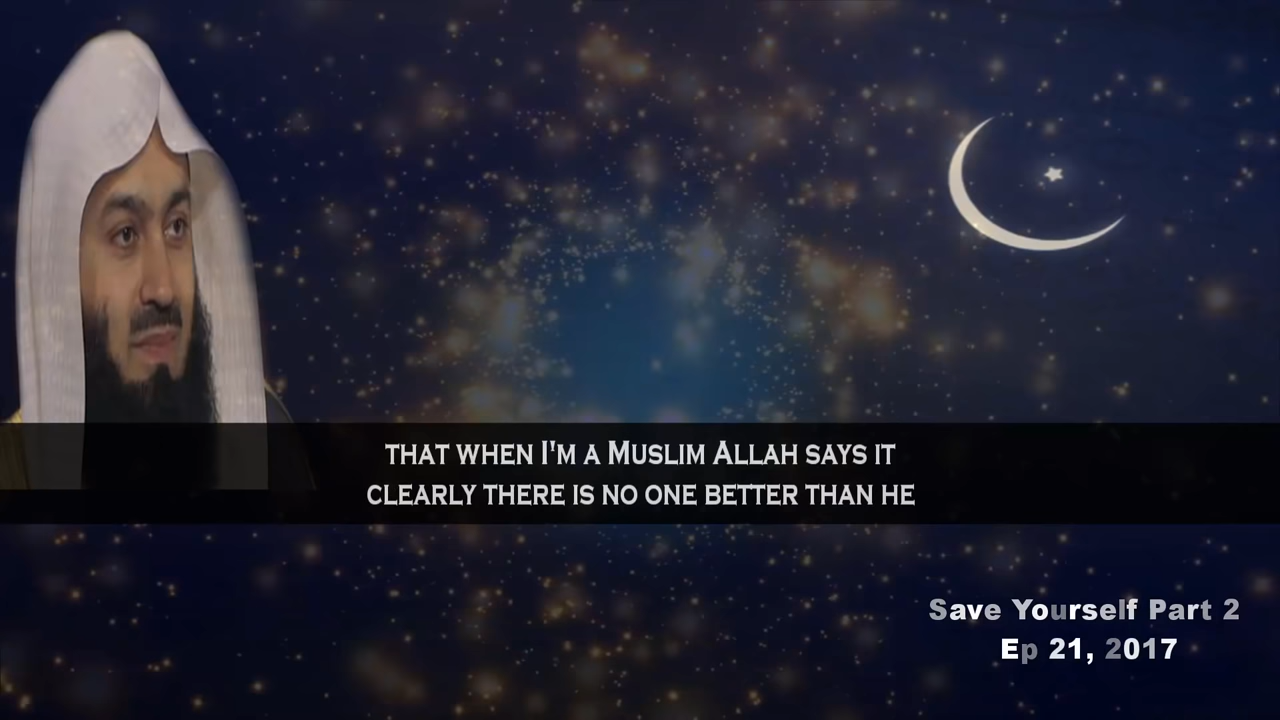 THAT WHEN I'M A MUSLIM ALLAH SAYS IT
CLEARLY THERE IS NO ONE BETTER THAN HE
Save Yourself Part 2
Ep 21, 2017